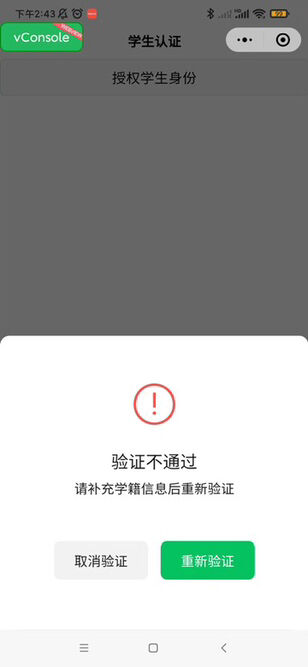 下午2:43
vConsole
学生认证
授权学生身份
验证不通过
请补充学籍信息后重新验证
取消验证
重新验证